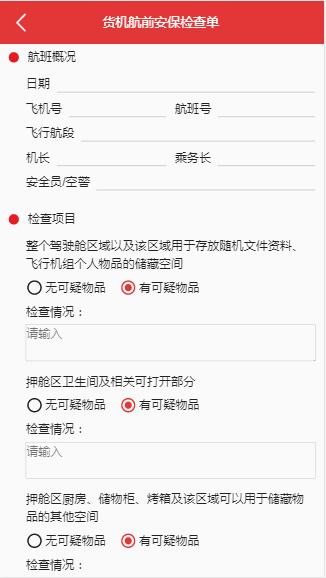 货机航前安保检查单
航班概况
日期
飞机号 航班号
飞行航段
机长 乘务长
安全员/空警
检查项目
整个驾驶舱区域以及该区域用于存放随机文件资料、
飞行机组个人物品的储藏空间
无可疑物品 有可疑物品
检查情况：
请输入
押舱区卫生间及相关可打开部分
无可疑物品 有可疑物品
检查情况：
请输入
押舱区厨房、储物柜、烤箱及该区域可以用于储藏物
品的其他空间
无可疑物品 有可疑物品
检查情况：